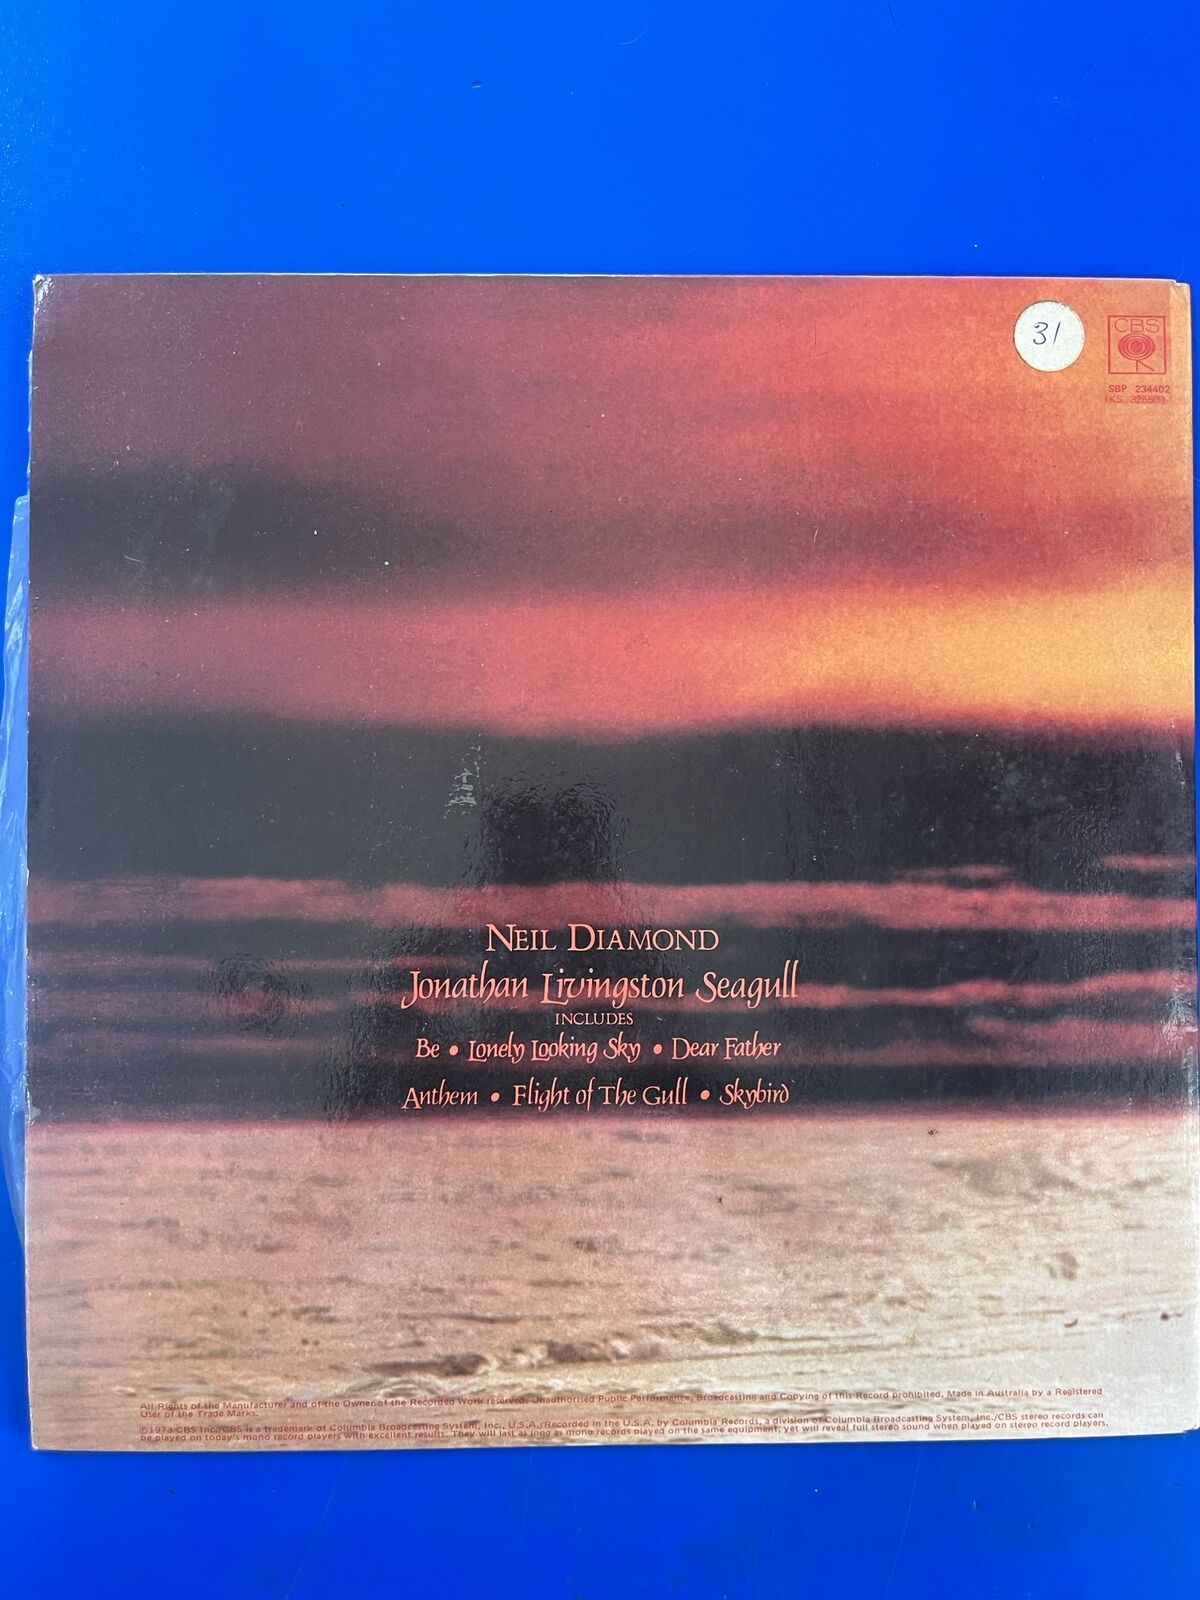 31
CBS
SBP 234402
(KS 32550)
NEIL DIAMOND
Jonathan Livingston Seagull
INCLUDES
Be • Lonely Looking Sky • Dear Father
Anthem • Flight of The Gull • Skybird
All Rights of the Manufacturer and of the Owner of the Recorded Work reserved. Unauthorised Public Performance, Broadcasting and Copying of this Record prohibited. Made in Australia by a Registered
User of the Trade Marks.
℗1973 CBS Inc./CBS is a trademark of Columbia Broadcasting System, Inc., U.S.A./Recorded in the U.S.A. by Columbia Records, a division of Columbia Broadcasting System, Inc./CBS stereo records can
be played on today's mono record players with excellent results. They will last as long as mono records played on the same equipment, yet will reveal full stereo sound when played on stereo record players.